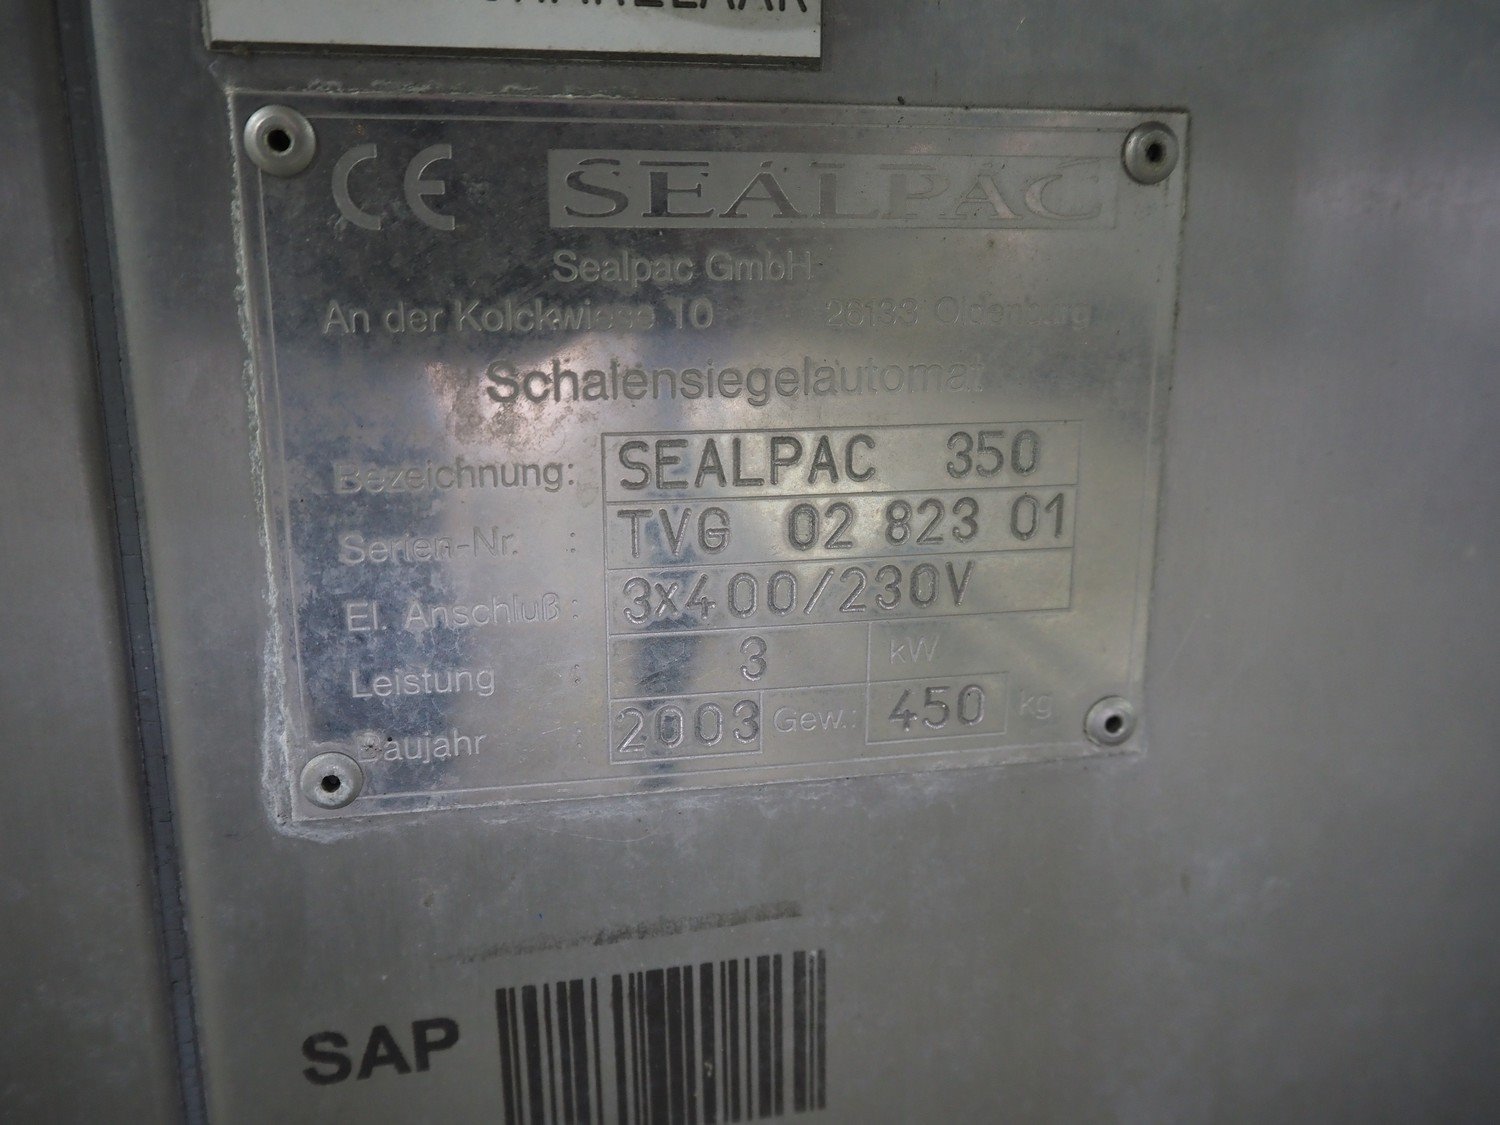 CE SEALPAC
Sealpac GmbH
An der Kolckwiese 10 26133 Oldenburg
Schalensiegelautomat
Bezeichnung: SEALPAC 350
Serien-Nr. : TVG 02 823 01
El. Anschluß: 3x400/230V
Leistung : 3 kW
Baujahr : 2003 Gew.: 450 kg
SAP